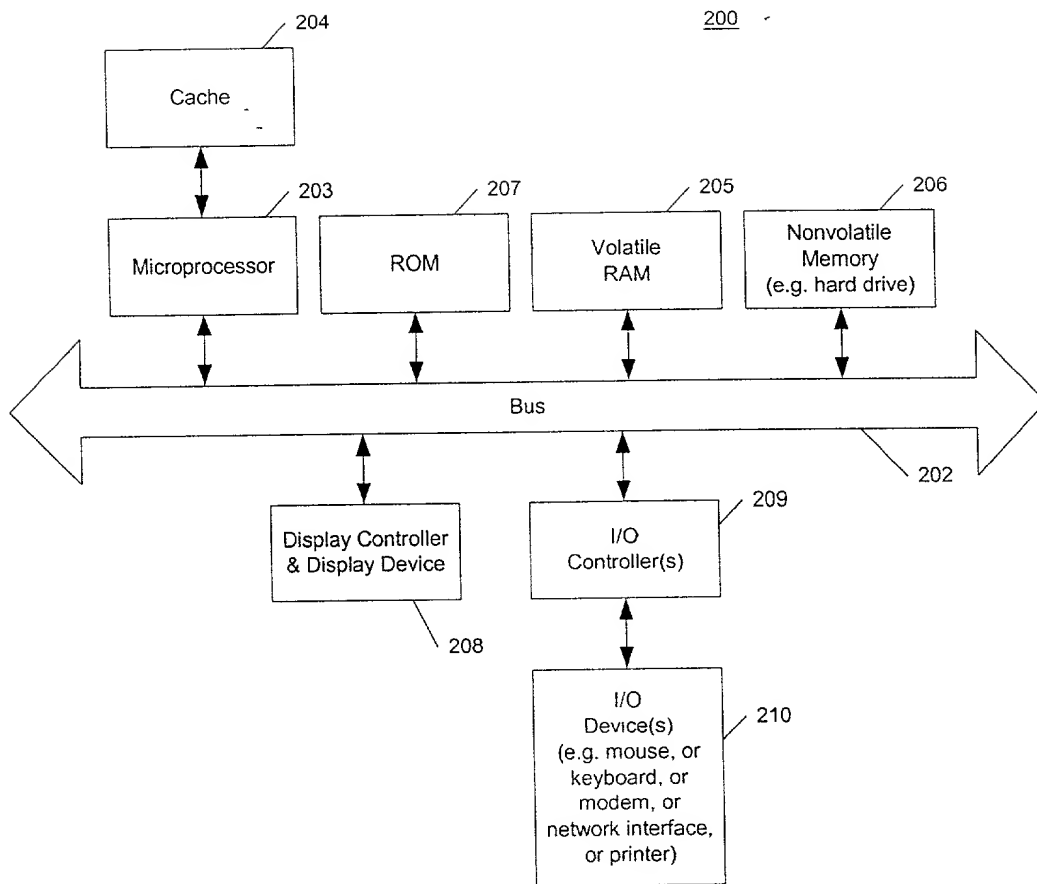 200
204
Cache
203
Microprocessor
207
ROM
205
Volatile
RAM
206
Nonvolatile
Memory
(e.g. hard drive)
Bus
202
Display Controller
& Display Device
208
209
I/O
Controller(s)
I/O
Device(s)
(e.g. mouse, or
keyboard, or
modem, or
network interface,
or printer)
210